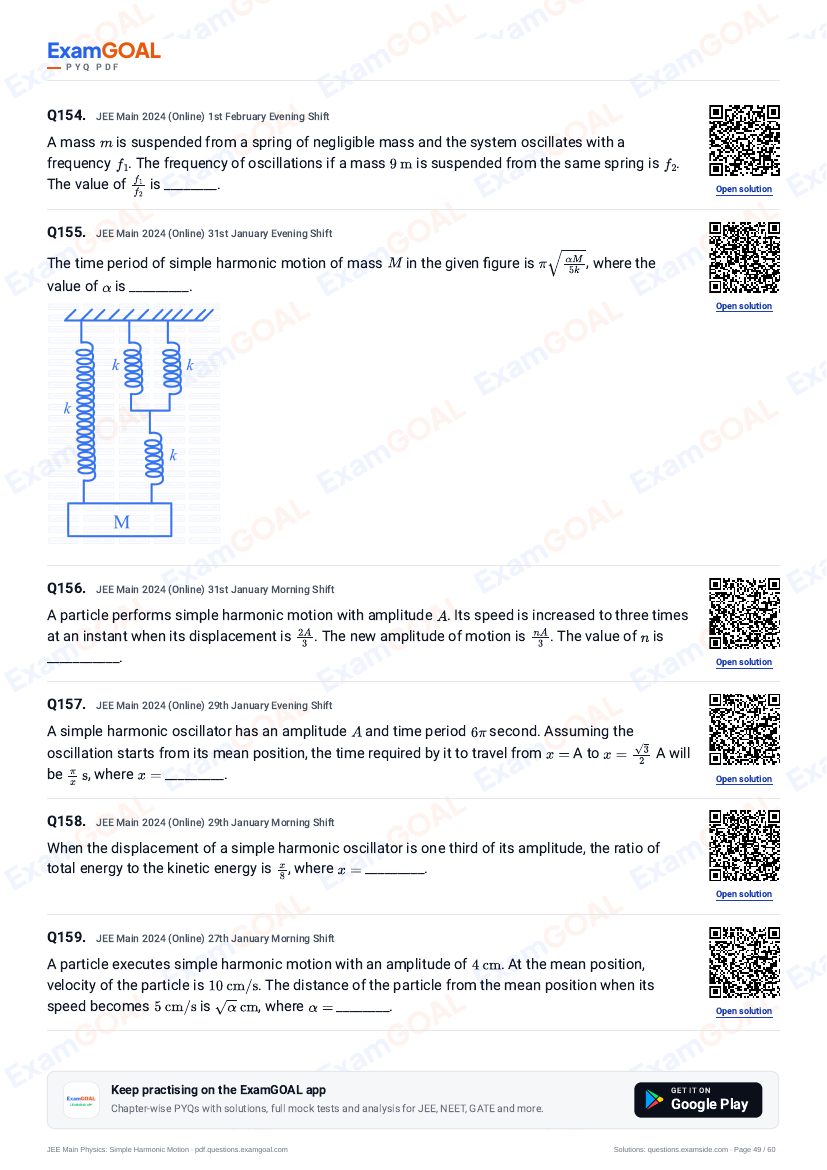 ExamGOAL
PYQ PDF
Q154. JEE Main 2024 (Online) 1st February Evening Shift
A mass m is suspended from a spring of negligible mass and the system oscillates with a
frequency f₁. The frequency of oscillations if a mass 9 m is suspended from the same spring is f₂.
The value of f₁/f₂ is ________.
Open solution
Q155. JEE Main 2024 (Online) 31st January Evening Shift
The time period of simple harmonic motion of mass M in the given figure is π√(αM/5k), where the
value of α is _________.
Open solution
k k
k
k
M
Q156. JEE Main 2024 (Online) 31st January Morning Shift
A particle performs simple harmonic motion with amplitude A. Its speed is increased to three times
at an instant when its displacement is 2A/3. The new amplitude of motion is nA/3. The value of n is
___________.
Open solution
Q157. JEE Main 2024 (Online) 29th January Evening Shift
A simple harmonic oscillator has an amplitude A and time period 6π second. Assuming the
oscillation starts from its mean position, the time required by it to travel from x = A to x = √3/2 A will
be π/x s, where x = _________.
Open solution
Q158. JEE Main 2024 (Online) 29th January Morning Shift
When the displacement of a simple harmonic oscillator is one third of its amplitude, the ratio of
total energy to the kinetic energy is x/8, where x = _________.
Open solution
Q159. JEE Main 2024 (Online) 27th January Morning Shift
A particle executes simple harmonic motion with an amplitude of 4 cm. At the mean position,
velocity of the particle is 10 cm/s. The distance of the particle from the mean position when its
speed becomes 5 cm/s is √α cm, where α = ________.
Open solution
ExamGOAL
Keep practising on the ExamGOAL app
Chapter-wise PYQs with solutions, full mock tests and analysis for JEE, NEET, GATE and more.
GET IT ON
Google Play
JEE Main Physics: Simple Harmonic Motion · pdf.questions.examgoal.com
Solutions: questions.examside.com · Page 49 / 60